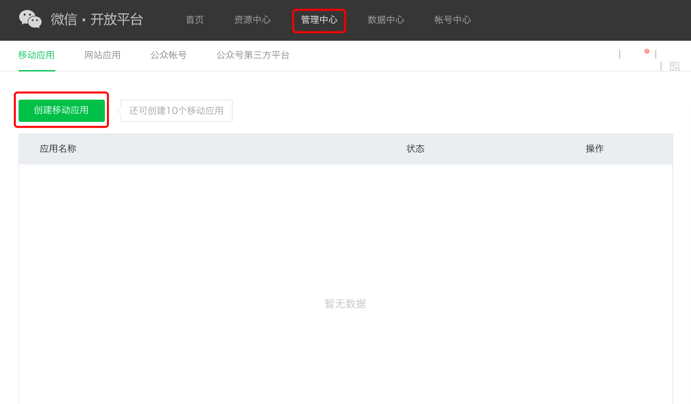 微信·开放平台 首页 资源中心 管理中心 数据中心 帐号中心
移动应用 网站应用 公众帐号 公众号第三方平台
创建移动应用 还可创建10个移动应用
应用名称 状态 操作
暂无数据